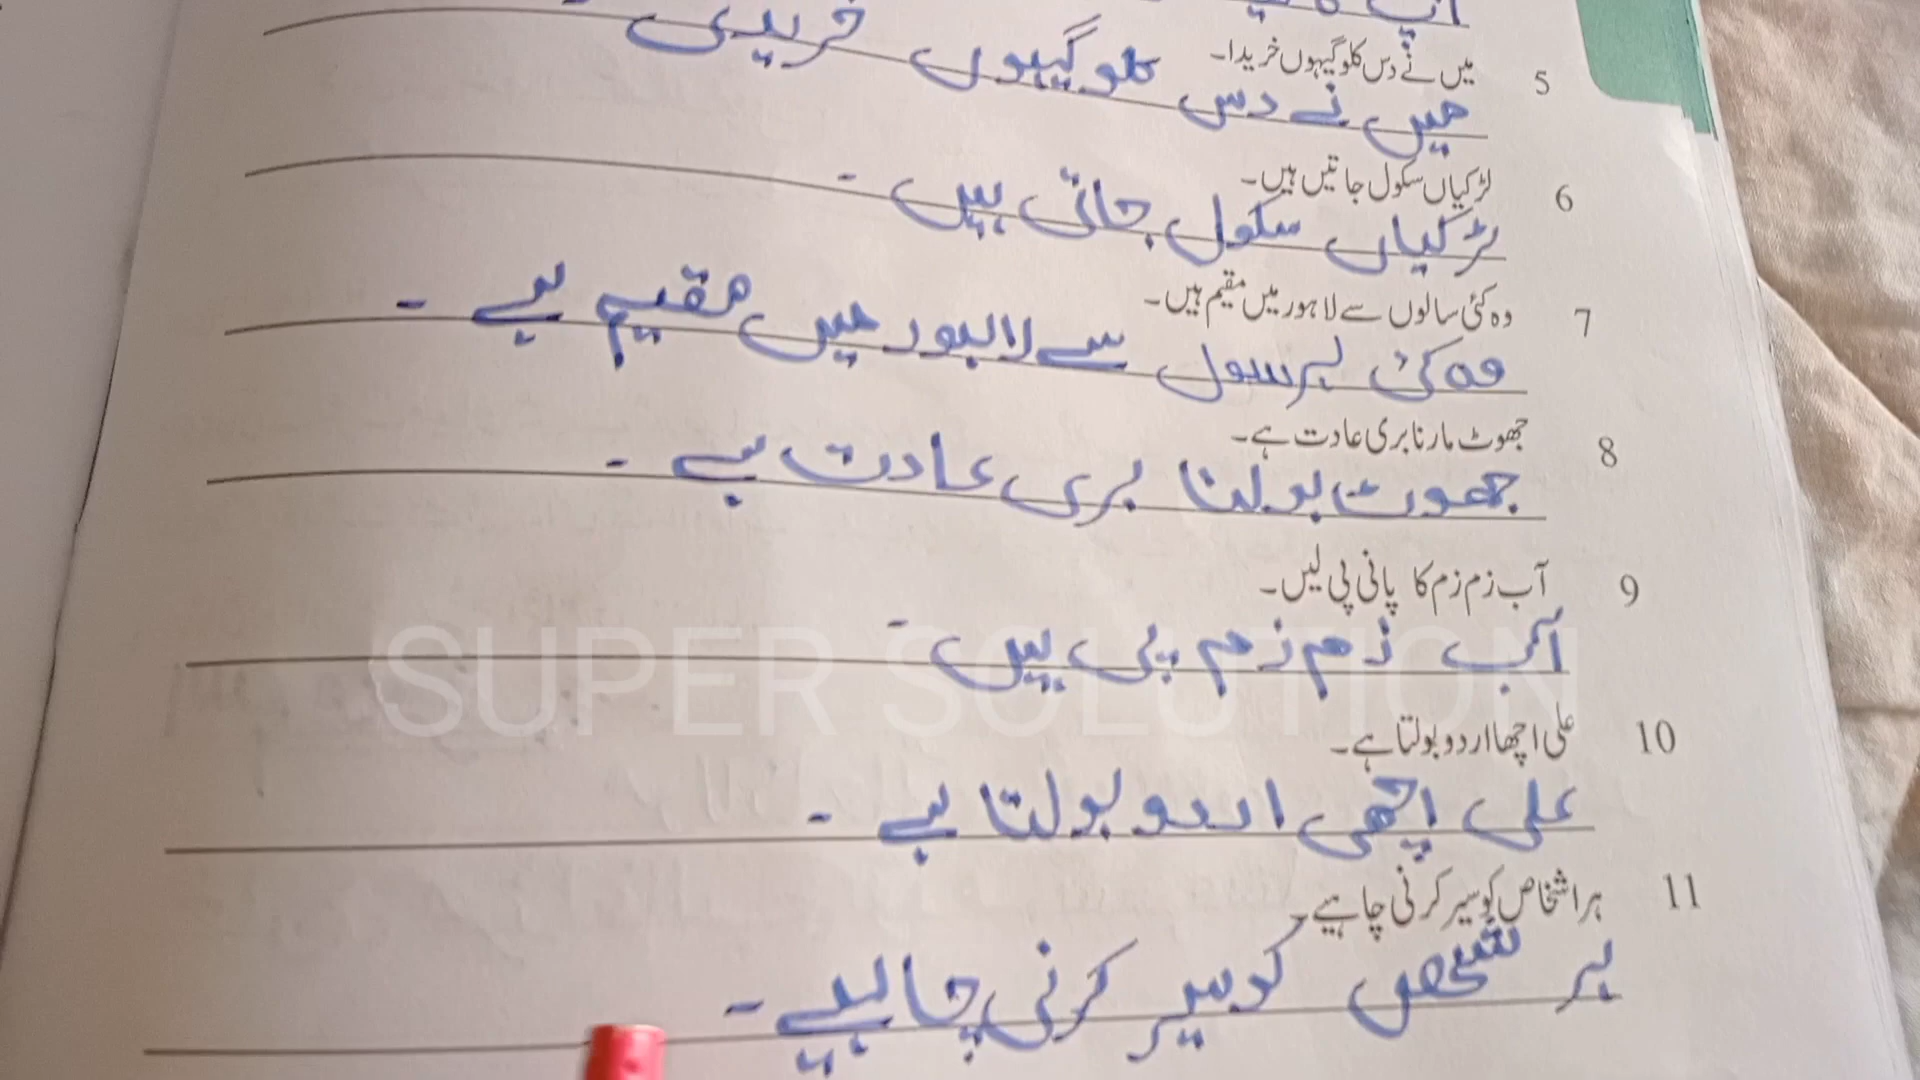 میں نے دس کلو گیہوں خریدا۔ 5
میں نے دس کلو گیہوں خریدی
لڑکیاں سکول جاتیں ہیں۔ 6
لڑکیاں سکول جاتی ہیں۔
وہ کئی سالوں سے لاہور میں مقیم ہیں۔ 7
وہ کئی برسوں سے لاہور میں مقیم ہے۔
جھوٹ مارنا بری عادت ہے۔ 8
جھوٹ بولنا بری عادت ہے۔
آب زم زم کا پانی پی لیں۔ 9
آب زم زم پی لیں۔
علی اچھا اردو بولتا ہے۔ 10
علی اچھی اردو بولتا ہے۔
ہر اشخاص کو سیر کرنی چاہیے۔ 11
ہر شخص کو سیر کرنی چاہیے۔
SUPER SOLUTION